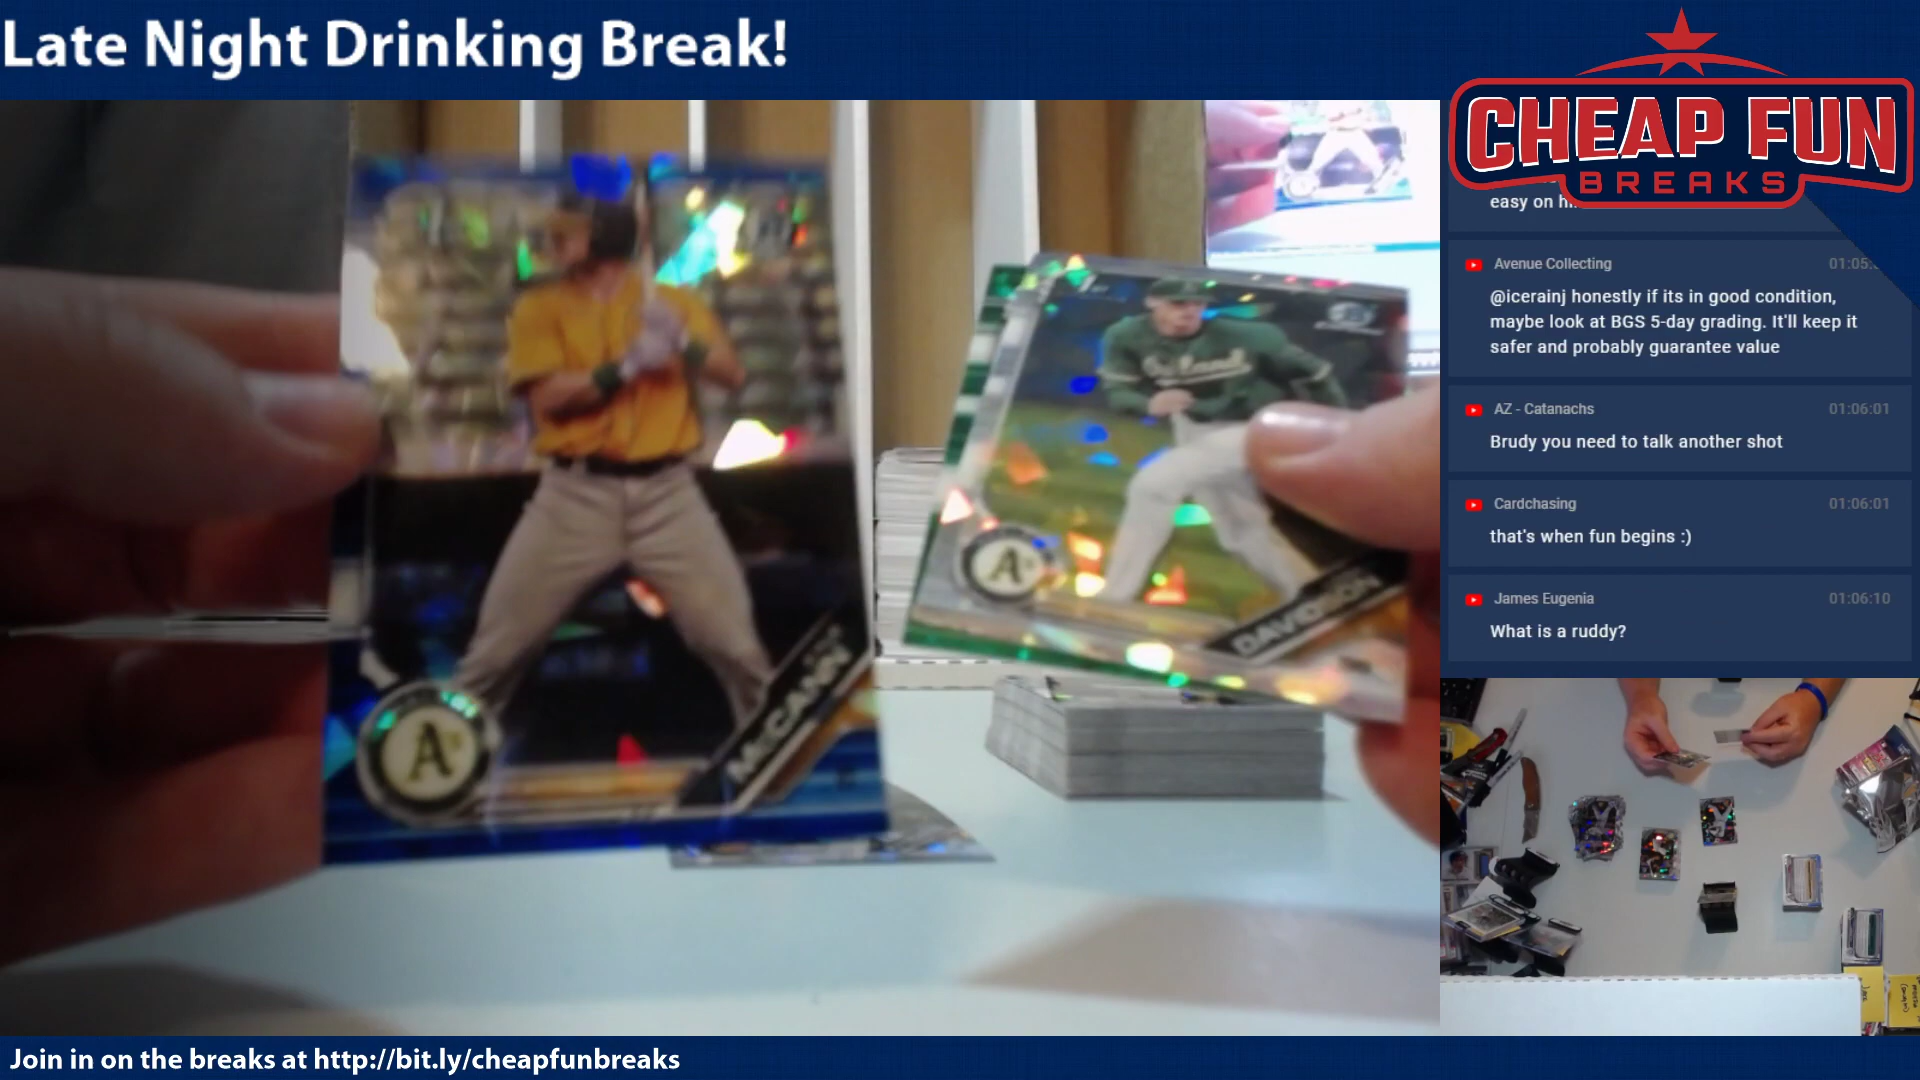 Late Night Drinking Break!
CHEAP FUN
BREAKS
easy on
Avenue Collecting
@icerainj honestly if its in good condition,
maybe look at BGS 5-day grading. It'll keep it
safer and probably guarantee value
AZ - Catanachs 01:06:01
Brudy you need to talk another shot
Cardchasing 01:06:01
that's when fun begins :)
James Eugenia 01:06:10
What is a ruddy?
Oakland
A's
DAVIDSON
A's
McCANN
Join in on the breaks at http://bit.ly/cheapfunbreaks